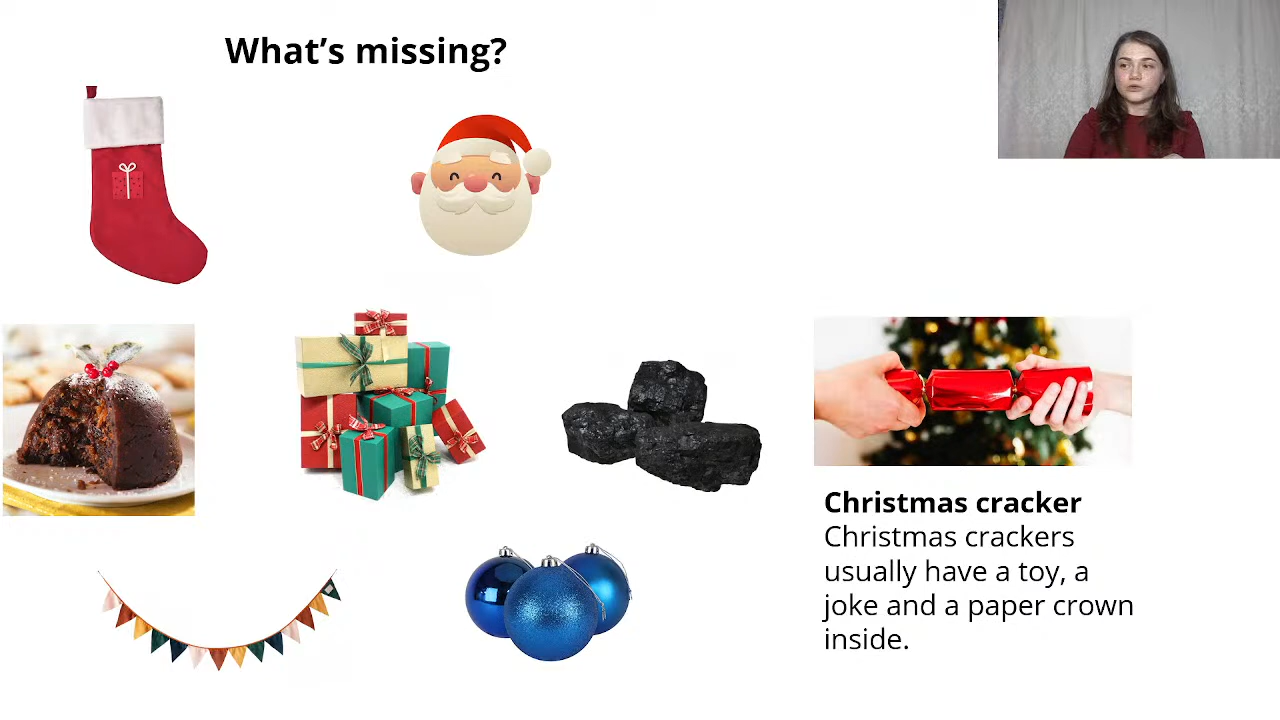 What’s missing?
Christmas cracker
Christmas crackers
usually have a toy, a
joke and a paper crown
inside.